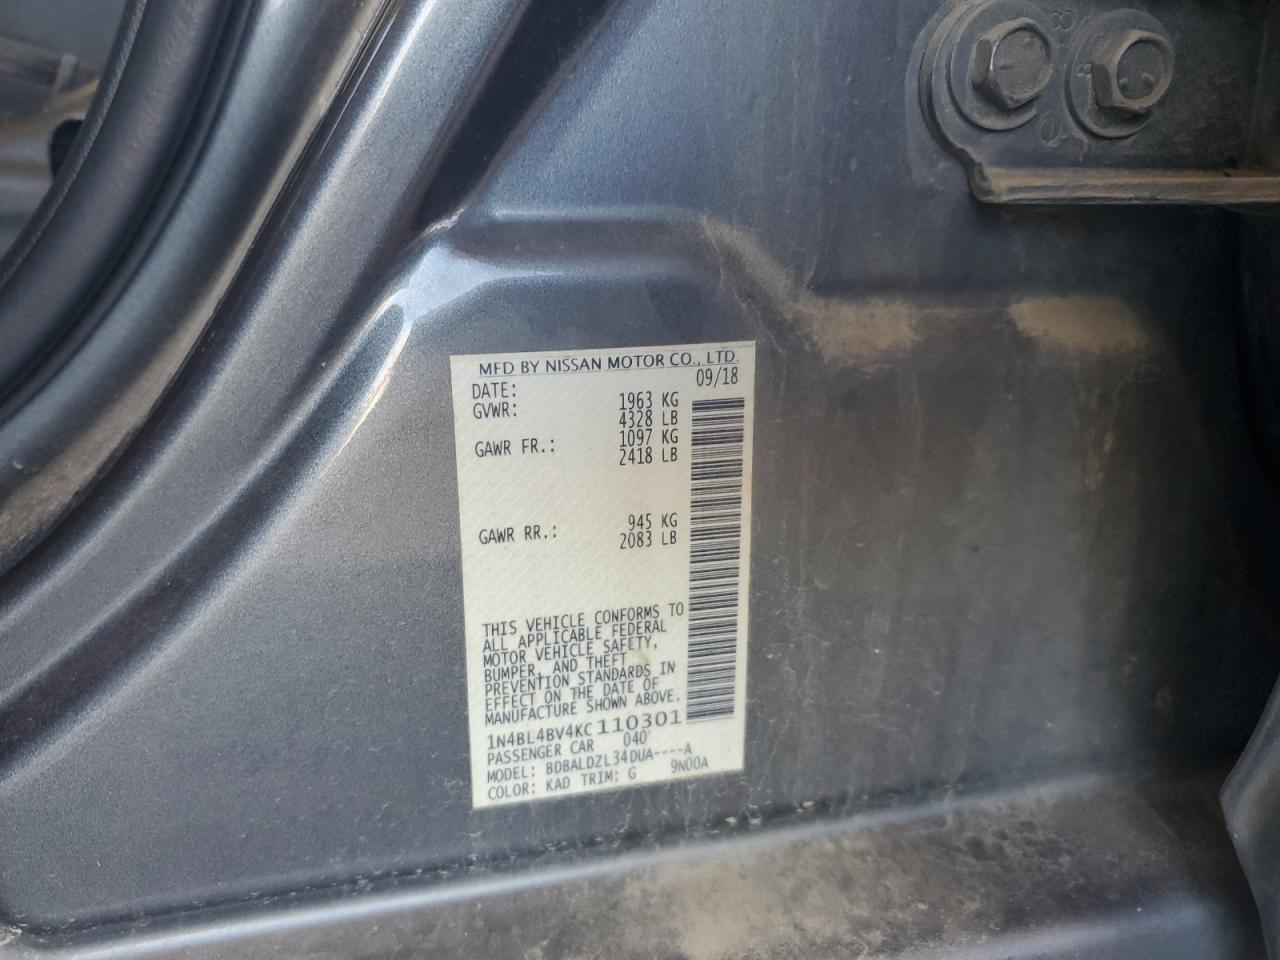 MFD BY NISSAN MOTOR CO., LTD.
DATE: 09/18
GVWR: 1963 KG
4328 LB
GAWR FR.: 1097 KG
2418 LB
GAWR RR.: 945 KG
2083 LB
THIS VEHICLE CONFORMS TO
ALL APPLICABLE FEDERAL
MOTOR VEHICLE SAFETY,
BUMPER, AND THEFT
PREVENTION STANDARDS IN
EFFECT ON THE DATE OF
MANUFACTURE SHOWN ABOVE.
1N4BL4BV4KC110301
PASSENGER CAR 040
MODEL: BDBALDZL34DUA----A
COLOR: KAD TRIM: G 9N00A